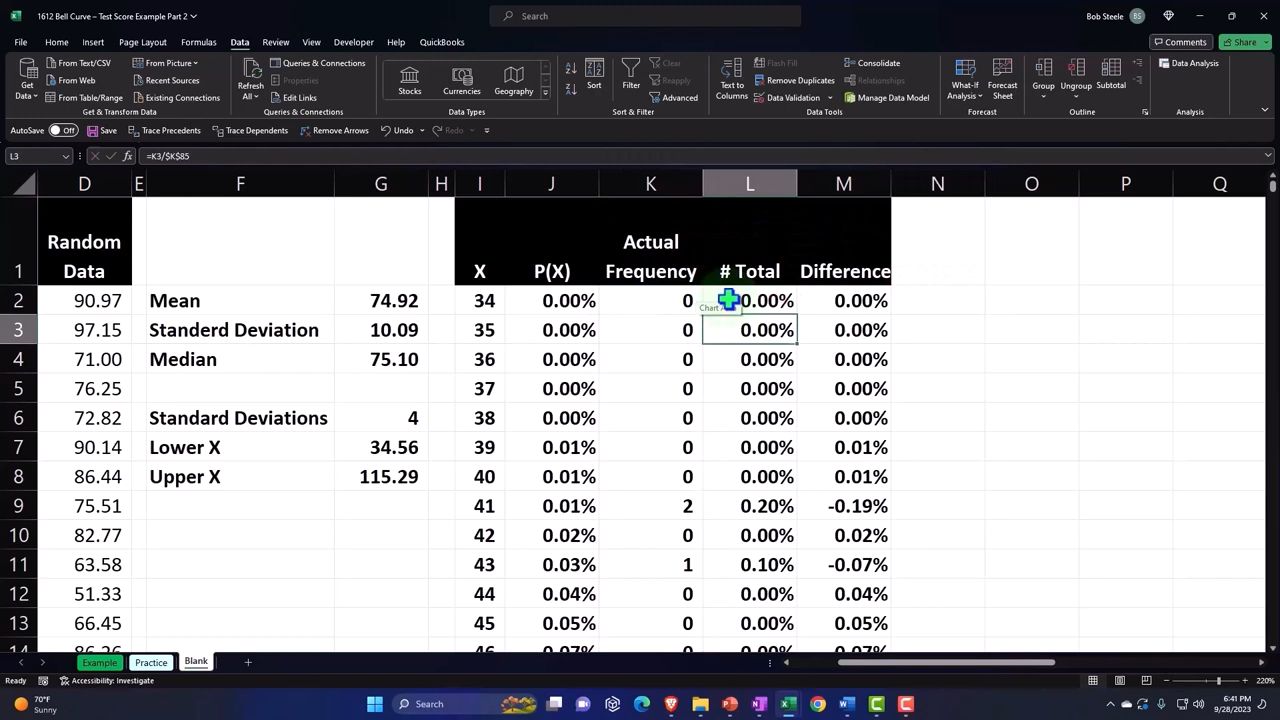 1612 Bell Curve – Test Score Example Part 2
Search
Bob Steele BS
File Home Insert Page Layout Formulas Data Review View Developer Help QuickBooks
Comments Share
Get Data
From Text/CSV
From Web
From Table/Range
From Picture
Recent Sources
Existing Connections
Get & Transform Data
Refresh All
Queries & Connections
Properties
Edit Links
Queries & Connections
Stocks Currencies Geography
Data Types
Sort
Filter
Clear
Reapply
Advanced
Sort & Filter
Text to Columns
Flash Fill
Remove Duplicates
Data Validation
Consolidate
Relationships
Manage Data Model
Data Tools
What-If Analysis
Forecast Sheet
Forecast
Group Ungroup Subtotal
Outline
Data Analysis
Analysis
AutoSave Off Save Trace Precedents Trace Dependents Remove Arrows Undo Redo
L3 fx =K3/$K$85
D E F G H I J K L M N O P Q
1 Random Data X P(X) Actual Frequency # Total Difference
2 90.97 Mean 74.92 34 0.00% 0 0.00% 0.00%
3 97.15 Standerd Deviation 10.09 35 0.00% 0 0.00% 0.00%
4 71.00 Median 75.10 36 0.00% 0 0.00% 0.00%
5 76.25 37 0.00% 0 0.00% 0.00%
6 72.82 Standard Deviations 4 38 0.00% 0 0.00% 0.00%
7 90.14 Lower X 34.56 39 0.01% 0 0.00% 0.01%
8 86.44 Upper X 115.29 40 0.01% 0 0.00% 0.01%
9 75.51 41 0.01% 2 0.20% -0.19%
10 82.77 42 0.02% 0 0.00% 0.02%
11 63.58 43 0.03% 1 0.10% -0.07%
12 51.33 44 0.04% 0 0.00% 0.04%
13 66.45 45 0.05% 0 0.00% 0.05%
14 86.26 46 0.07% 0 0.00% 0.07%
Example Practice Blank
Ready Accessibility: Investigate 220%
70°F
Sunny
Search
6:41 PM
9/28/2023